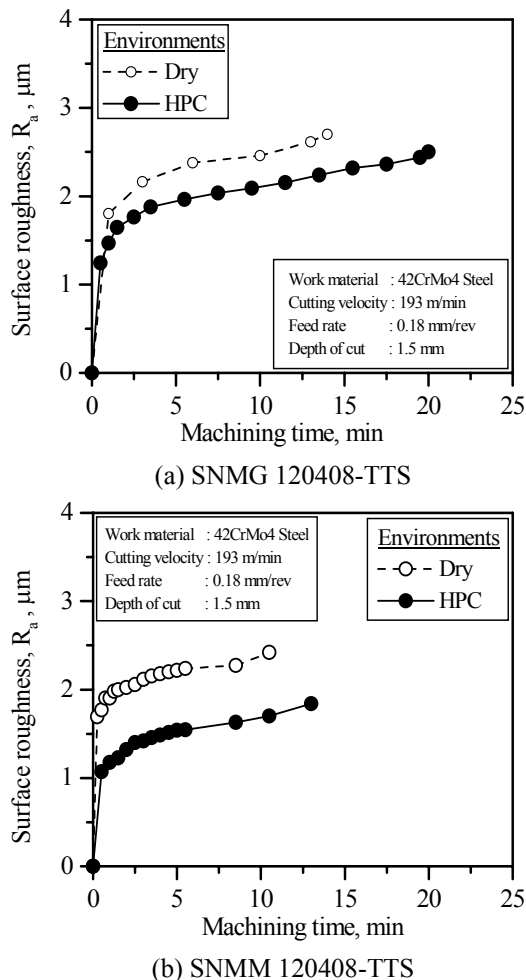 Environments
Dry
HPC
4
3
2
1
0
Surface roughness, Ra , μm
Work material : 42CrMo4 Steel
Cutting velocity : 193 m/min
Feed rate : 0.18 mm/rev
Depth of cut : 1.5 mm
0 5 10 15 20 25
Machining time, min
(a) SNMG 120408-TTS
4
3
2
1
0
Surface roughness, Ra , μm
Work material : 42CrMo4 Steel
Cutting velocity : 193 m/min
Feed rate : 0.18 mm/rev
Depth of cut : 1.5 mm
Environments
Dry
HPC
0 5 10 15 20 25
Machining time, min
(b) SNMM 120408-TTS